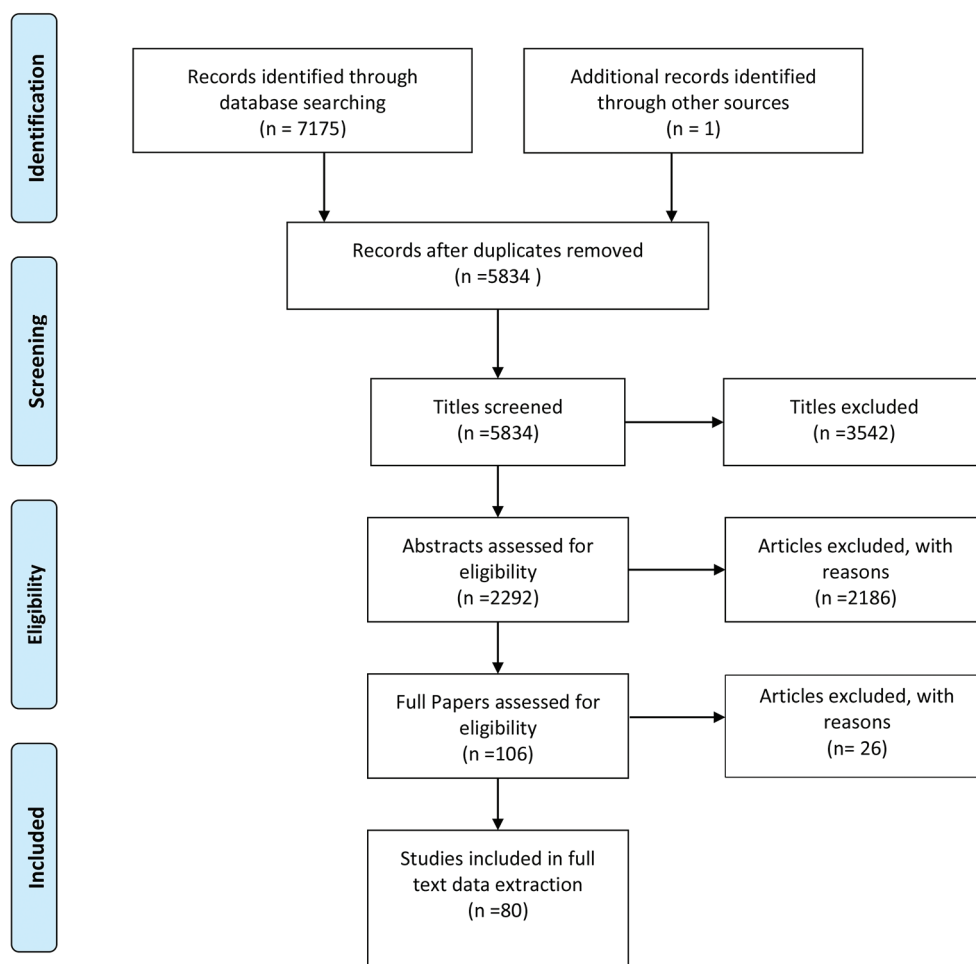 Identification
Records identified through
database searching
(n = 7175)
Additional records identified
through other sources
(n = 1)
Records after duplicates removed
(n =5834 )
Screening
Titles screened
(n =5834)
Titles excluded
(n =3542)
Eligibility
Abstracts assessed for
eligibility
(n =2292)
Articles excluded, with
reasons
(n =2186)
Full Papers assessed for
eligibility
(n =106)
Articles excluded, with
reasons
(n= 26)
Included
Studies included in full
text data extraction
(n =80)